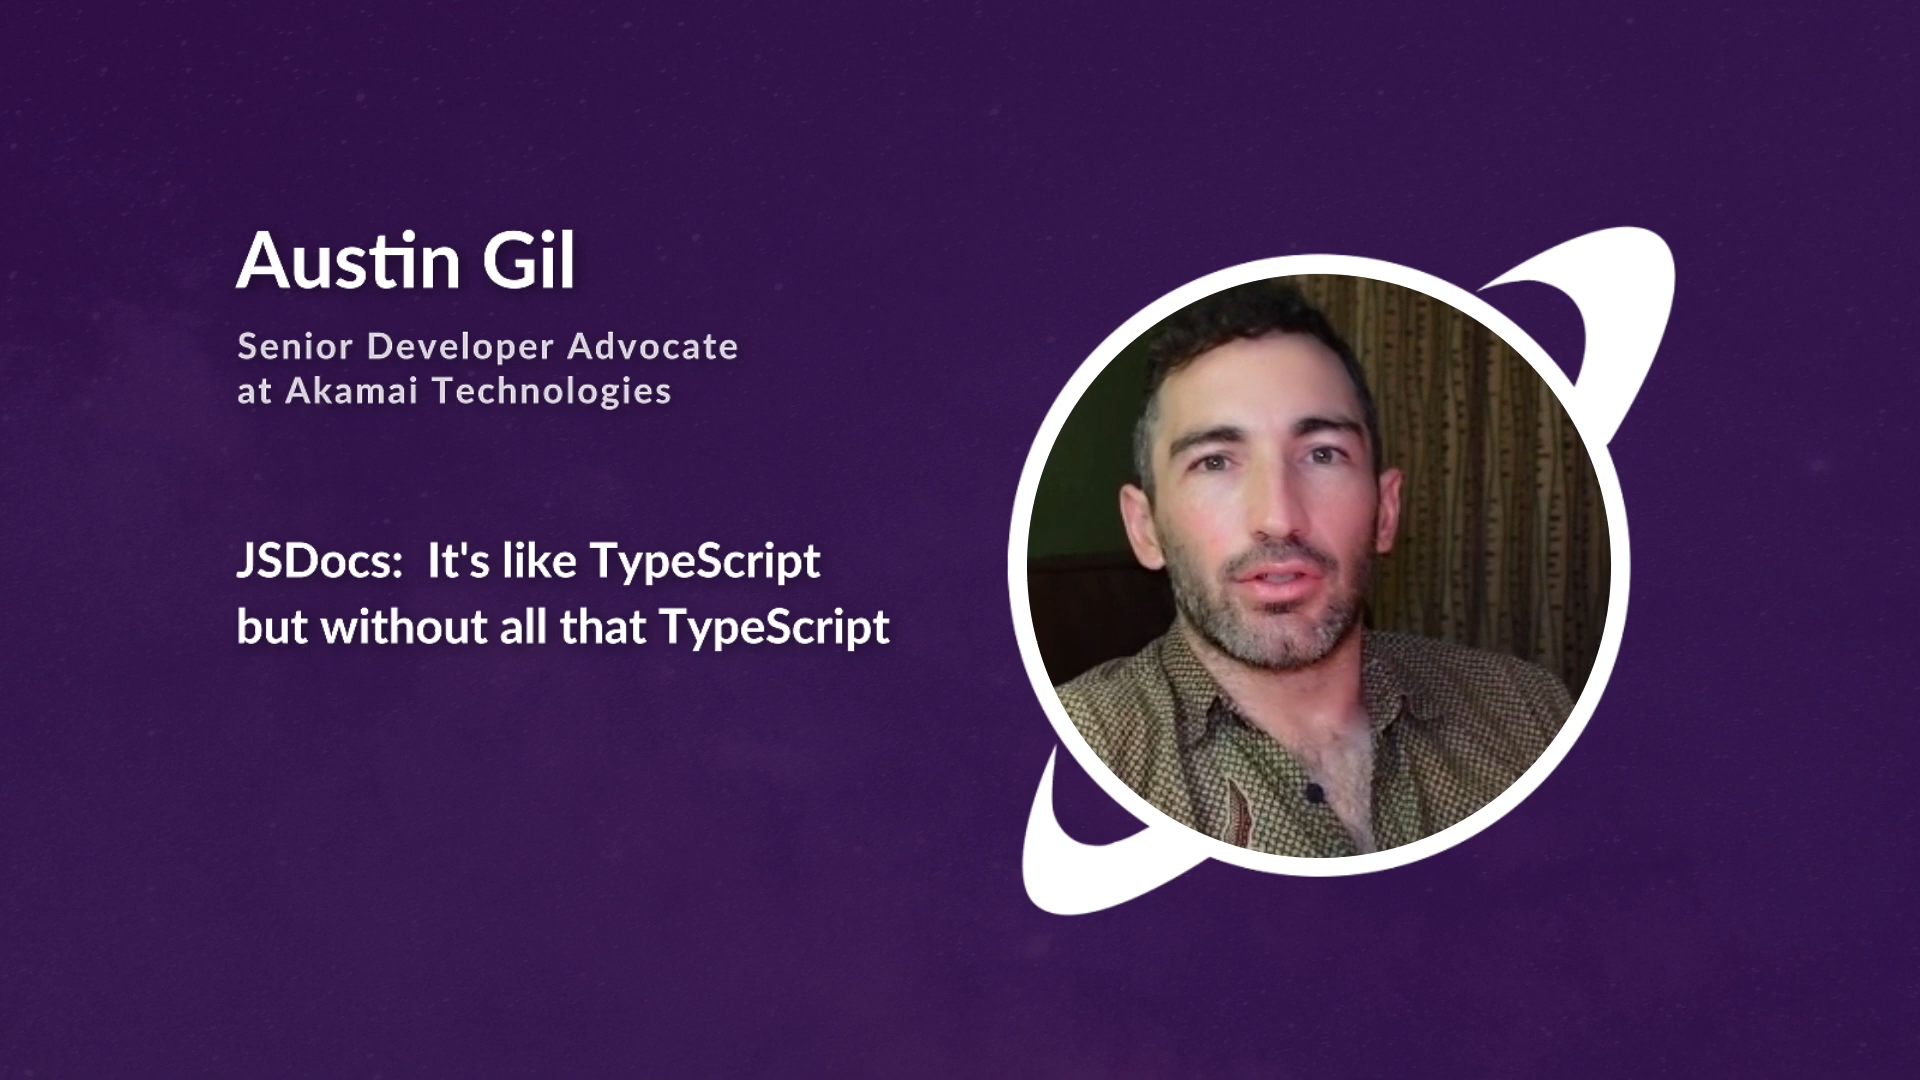 Austin Gil
Senior Developer Advocate
at Akamai Technologies
JSDocs:  It's like TypeScript
but without all that TypeScript